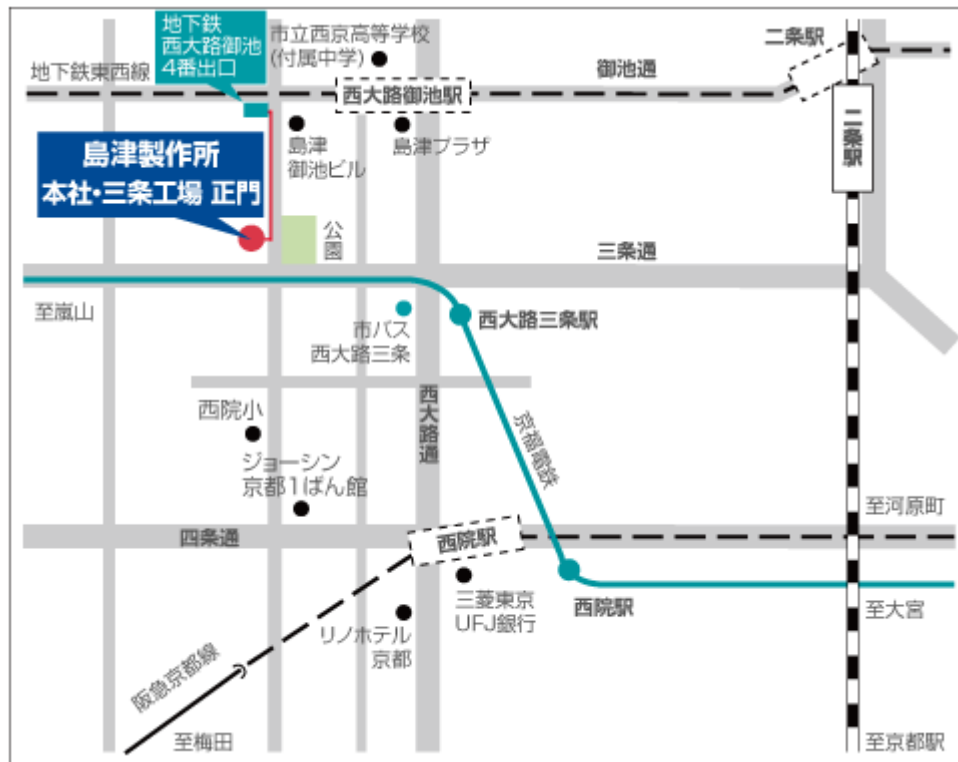 地下鉄
西大路御池
4番出口
市立西京高等学校
(付属中学)
二条駅
地下鉄東西線
御池通
西大路御池駅
二条駅
島津製作所
本社・三条工場 正門
島津
御池ビル
島津プラザ
公園
三条通
至嵐山
市バス
西大路三条
西大路三条駅
西大路通
京福電鉄
西院小
ジョーシン
京都1ばん館
至河原町
四条通
西院駅
三菱東京
UFJ銀行
西院駅
至大宮
リノホテル
京都
阪急京都線
至梅田
至京都駅